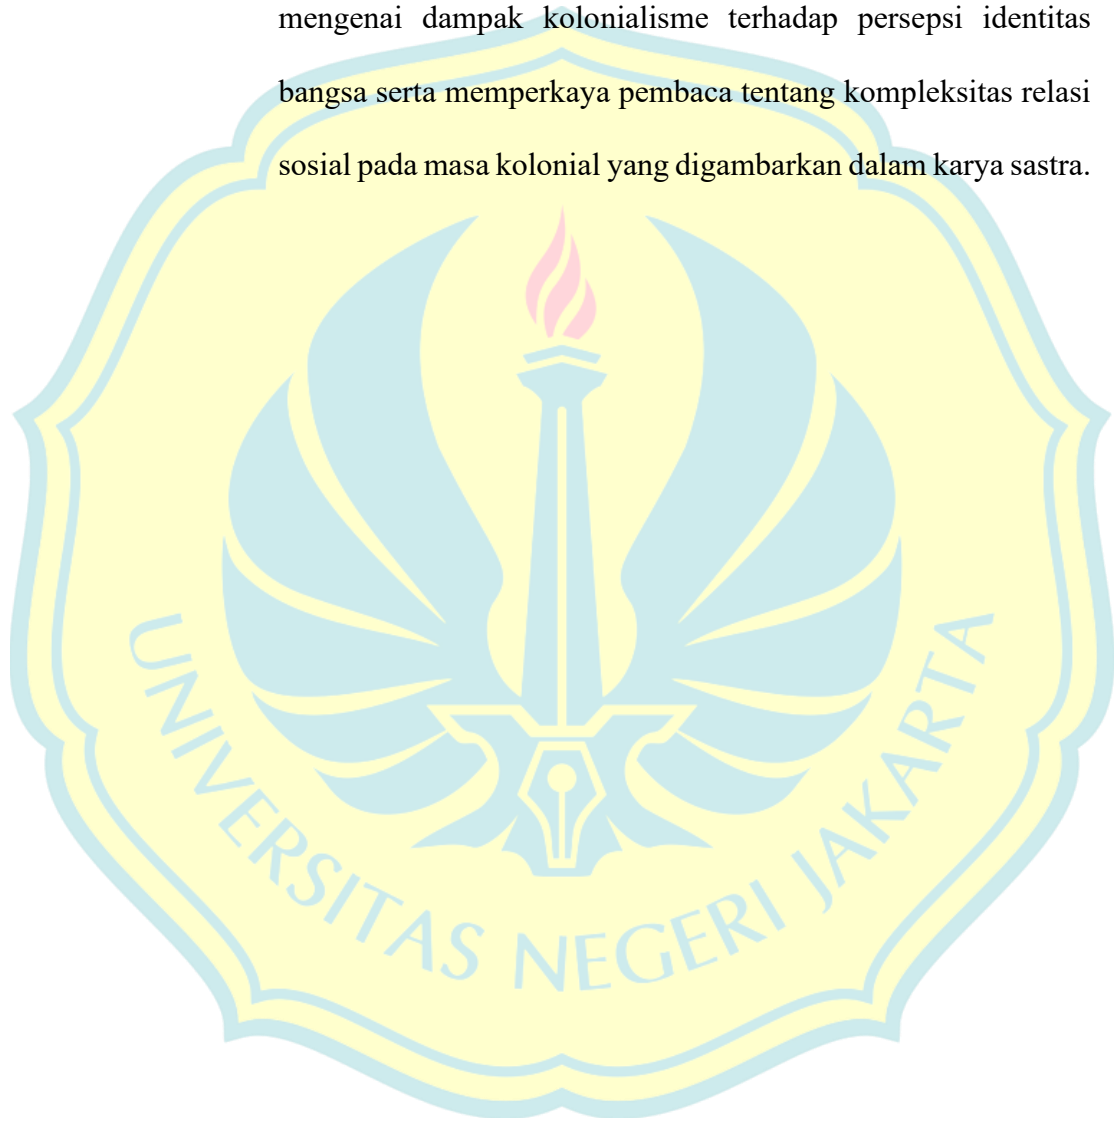 mengenai dampak kolonialisme terhadap persepsi identitas
bangsa serta memperkaya pembaca tentang kompleksitas relasi
sosial pada masa kolonial yang digambarkan dalam karya sastra.
UNIVERSITAS NEGERI JAKARTA